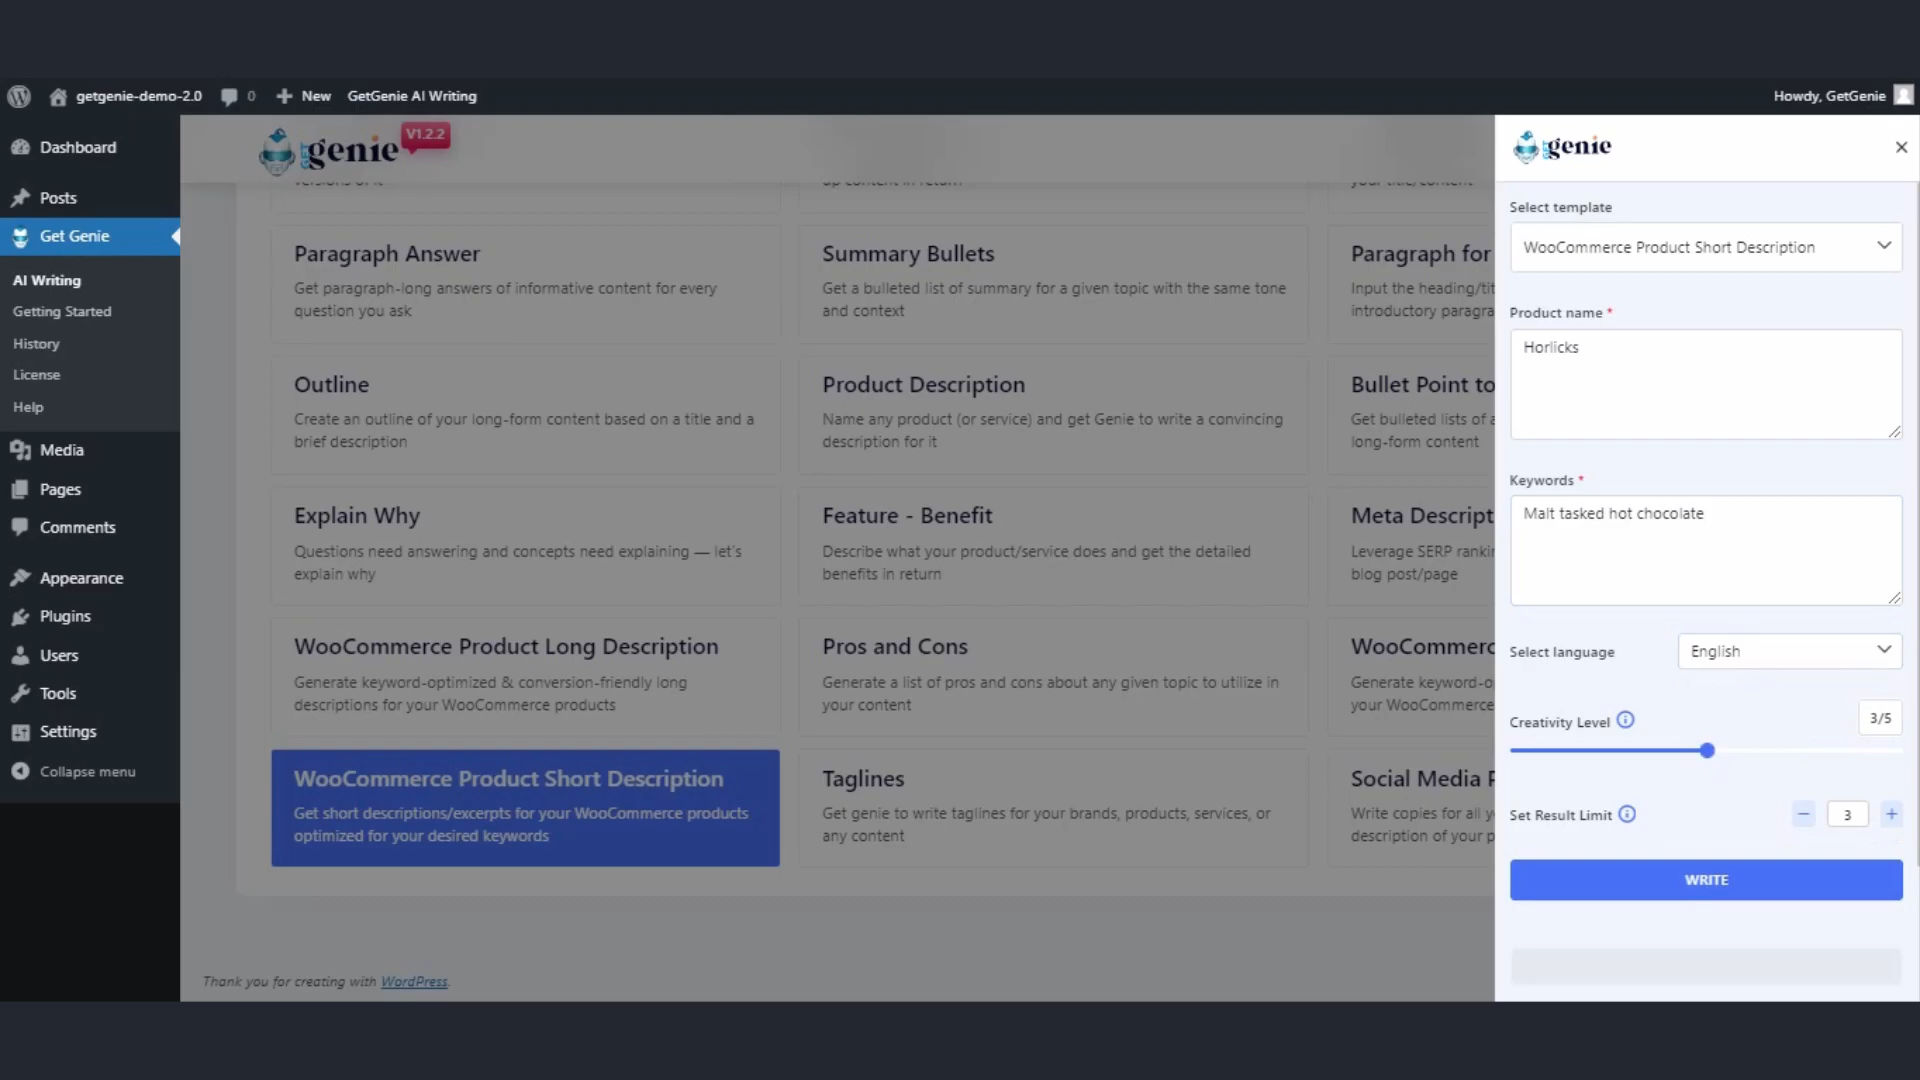 getgenie-demo-2.0
0
New
GetGenie AI Writing
Howdy, GetGenie
Dashboard
Posts
Get Genie
AI Writing
Getting Started
History
License
Help
Media
Pages
Comments
Appearance
Plugins
Users
Tools
Settings
Collapse menu
GET genie
V1.2.2
Paragraph Answer
Get paragraph-long answers of informative content for every
question you ask
Summary Bullets
Get a bulleted list of summary for a given topic with the same tone
and context
Paragraph for
Input the heading/tit
introductory paragra
Outline
Create an outline of your long-form content based on a title and a
brief description
Product Description
Name any product (or service) and get Genie to write a convincing
description for it
Bullet Point to
Get bulleted lists of a
long-form content
Explain Why
Questions need answering and concepts need explaining — let's
explain why
Feature - Benefit
Describe what your product/service does and get the detailed
benefits in return
Meta Descript
Leverage SERP rankin
blog post/page
WooCommerce Product Long Description
Generate keyword-optimized & conversion-friendly long
descriptions for your WooCommerce products
Pros and Cons
Generate a list of pros and cons about any given topic to utilize in
your content
WooCommerc
Generate keyword-o
your WooCommerce
WooCommerce Product Short Description
Get short descriptions/excerpts for your WooCommerce products
optimized for your desired keywords
Taglines
Get genie to write taglines for your brands, products, services, or
any content
Social Media P
Write copies for all y
description of your p
Thank you for creating with WordPress.
GET genie
Select template
WooCommerce Product Short Description
Product name *
Horlicks
Keywords *
Malt tasked hot chocolate
Select language
English
Creativity Level
3/5
Set Result Limit
3
WRITE